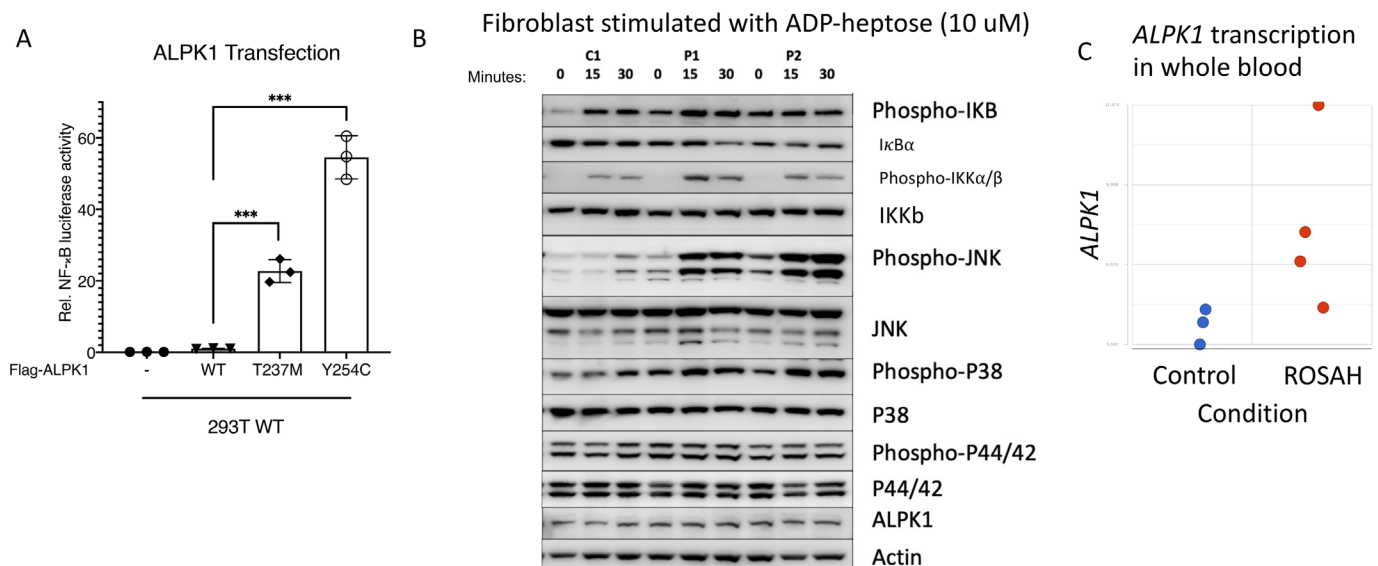 A
ALPK1 Transfection
***
***
Rel. NF-ϰB luciferase activity
60
40
20
0
Flag-ALPK1
- WT T237M Y254C
293T WT
B
Fibroblast stimulated with ADP-heptose (10 uM)
C1 P1 P2
Minutes: 0 15 30 0 15 30 0 15 30
Phospho-IKB
IκBα
Phospho-IKKα/β
IKKb
Phospho-JNK
JNK
Phospho-P38
P38
Phospho-P44/42
P44/42
ALPK1
Actin
C
ALPK1 transcription
in whole blood
ALPK1
Control ROSAH
Condition